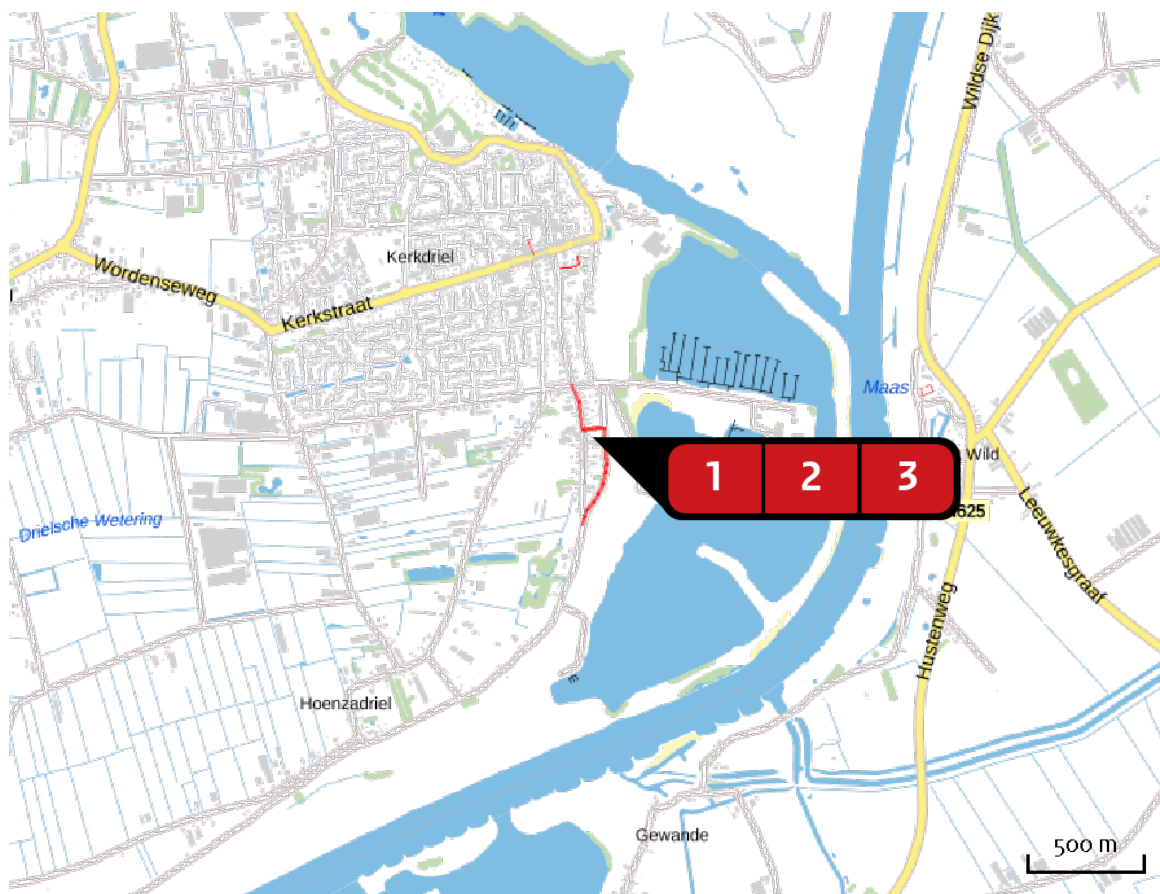 Wildse Dijk
Kerkdriel
Wordenseweg
Kerkstraat
Maas
1 2 3
Wild
625
Drielsche Wetering
Leeuwkesgraaf
Hustenweg
Hoenzadriel
Gewande
500 m